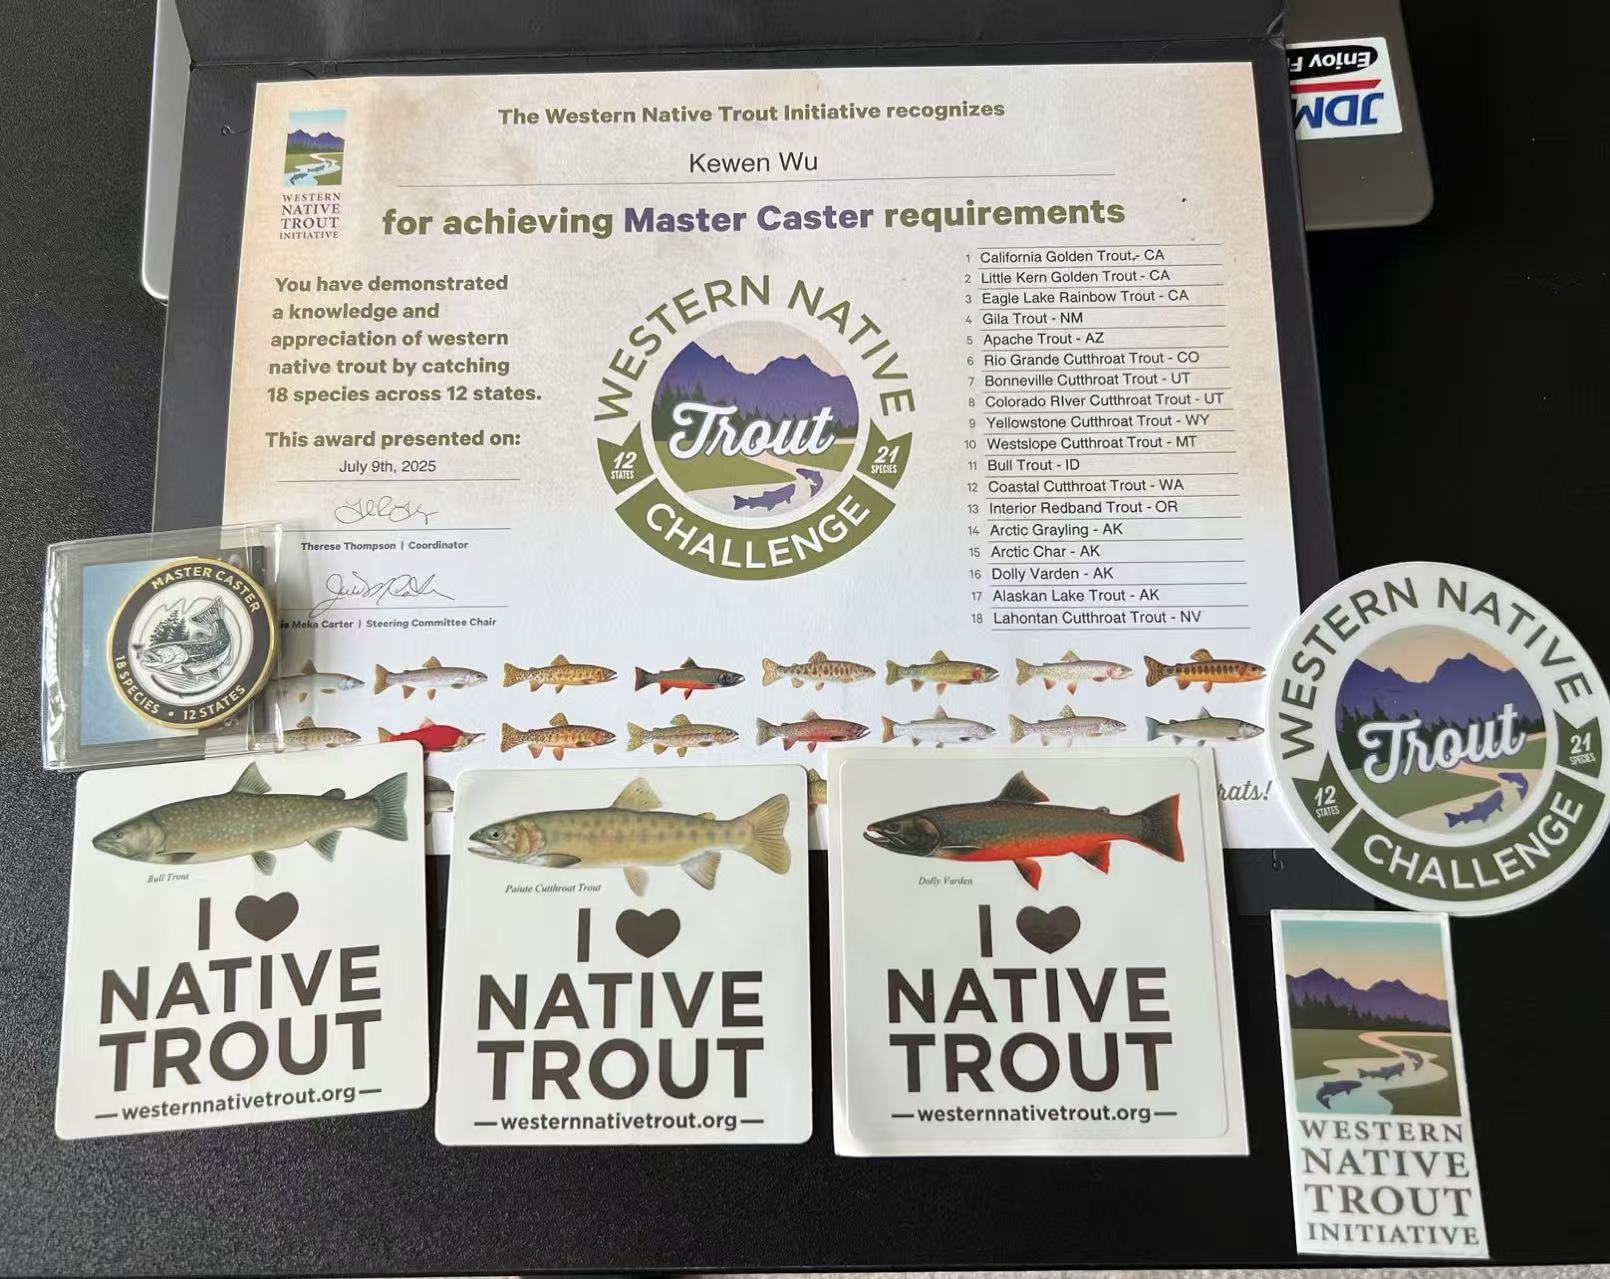 The Western Native Trout Initiative recognizes
Kewen Wu
for achieving Master Caster requirements
WESTERN
NATIVE
TROUT
INITIATIVE
You have demonstrated
a knowledge and
appreciation of western
native trout by catching
18 species across 12 states.
This award presented on:
July 9th, 2025
Therese Thompson | Coordinator
Meka Carter | Steering Committee Chair
WESTERN NATIVE
Trout
12
STATES
21
SPECIES
CHALLENGE
1 California Golden Trout - CA
2 Little Kern Golden Trout - CA
3 Eagle Lake Rainbow Trout - CA
4 Gila Trout - NM
5 Apache Trout - AZ
6 Rio Grande Cutthroat Trout - CO
7 Bonneville Cutthroat Trout - UT
8 Colorado RIver Cutthroat Trout - UT
9 Yellowstone Cutthroat Trout - WY
10 Westslope Cutthroat Trout - MT
11 Bull Trout - ID
12 Coastal Cutthroat Trout - WA
13 Interior Redband Trout - OR
14 Arctic Grayling - AK
15 Arctic Char - AK
16 Dolly Varden - AK
17 Alaskan Lake Trout - AK
18 Lahontan Cutthroat Trout - NV
Enjoy F
JDM
MASTER CASTER
18 SPECIES • 12 STATES
rats!
Bull Trout
I ♥
NATIVE
TROUT
westernnativetrout.org
Paiute Cutthroat Trout
I ♥
NATIVE
TROUT
westernnativetrout.org
Dolly Varden
I ♥
NATIVE
TROUT
westernnativetrout.org
WESTERN NATIVE
Trout
12
STATES
21
SPECIES
CHALLENGE
WESTERN
NATIVE
TROUT
INITIATIVE